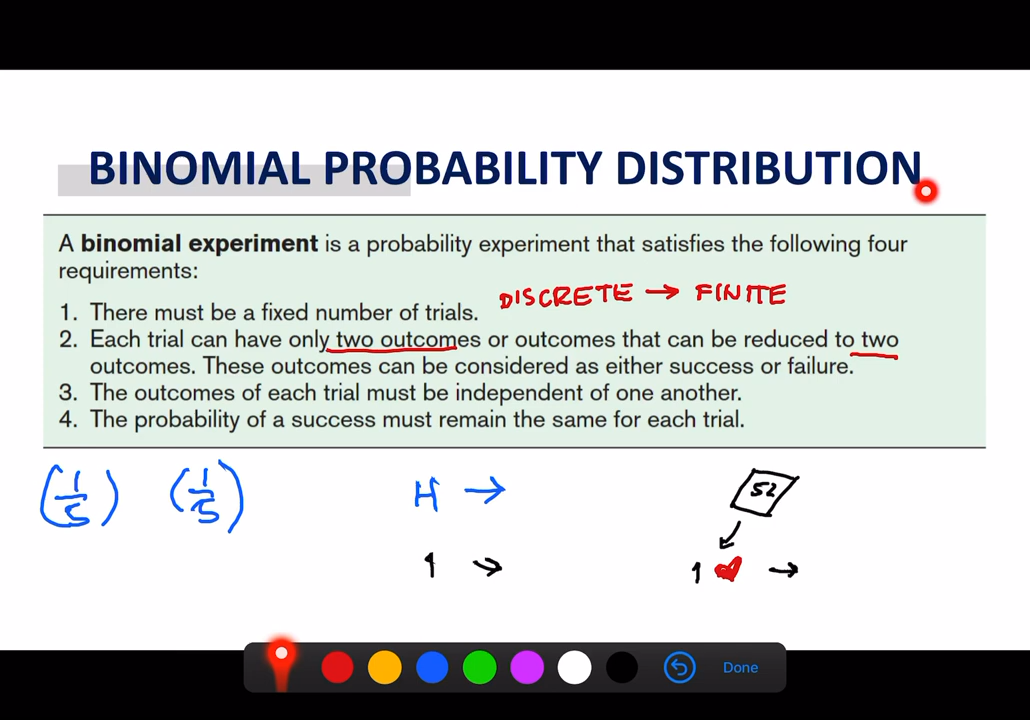 BINOMIAL PROBABILITY DISTRIBUTION
A binomial experiment is a probability experiment that satisfies the following four
requirements:
1. There must be a fixed number of trials.
DISCRETE → FINITE
2. Each trial can have only two outcomes or outcomes that can be reduced to two
outcomes. These outcomes can be considered as either success or failure.
3. The outcomes of each trial must be independent of one another.
4. The probability of a success must remain the same for each trial.
(1/5) (1/5)
H →
52
1 →
1 ♥ →
Done